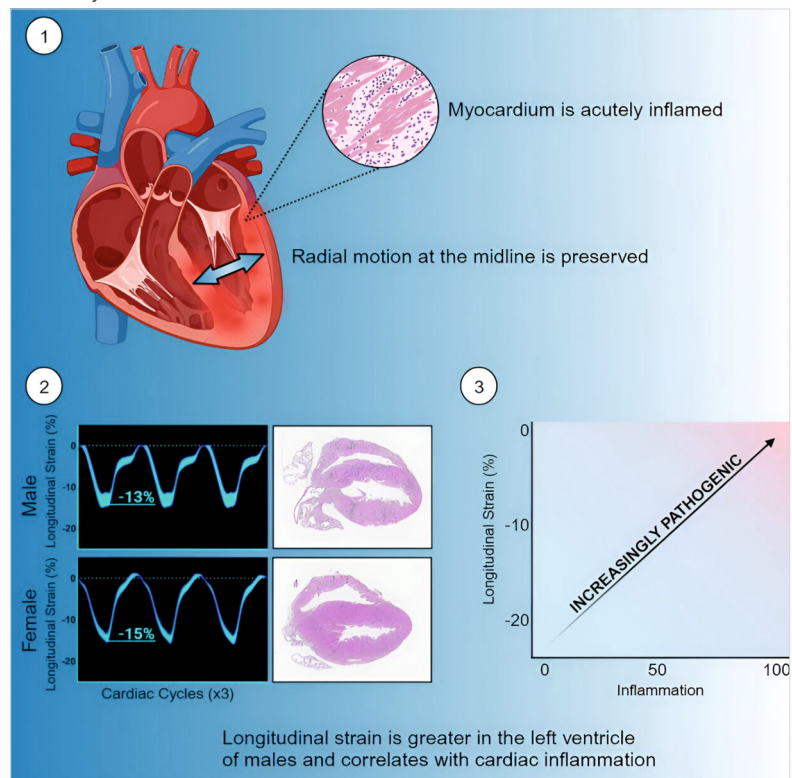 1
Myocardium is acutely inflamed
Radial motion at the midline is preserved
2
Male
Longitudinal Strain (%)
0
-10
-20
-13%
Female
Longitudinal Strain (%)
0
-10
-20
-15%
Cardiac Cycles (x3)
3
Longitudinal Strain (%)
0
-10
-20
INCREASINGLY PATHOGENIC
0
50
100
Inflammation
Longitudinal strain is greater in the left ventricle
of males and correlates with cardiac inflammation